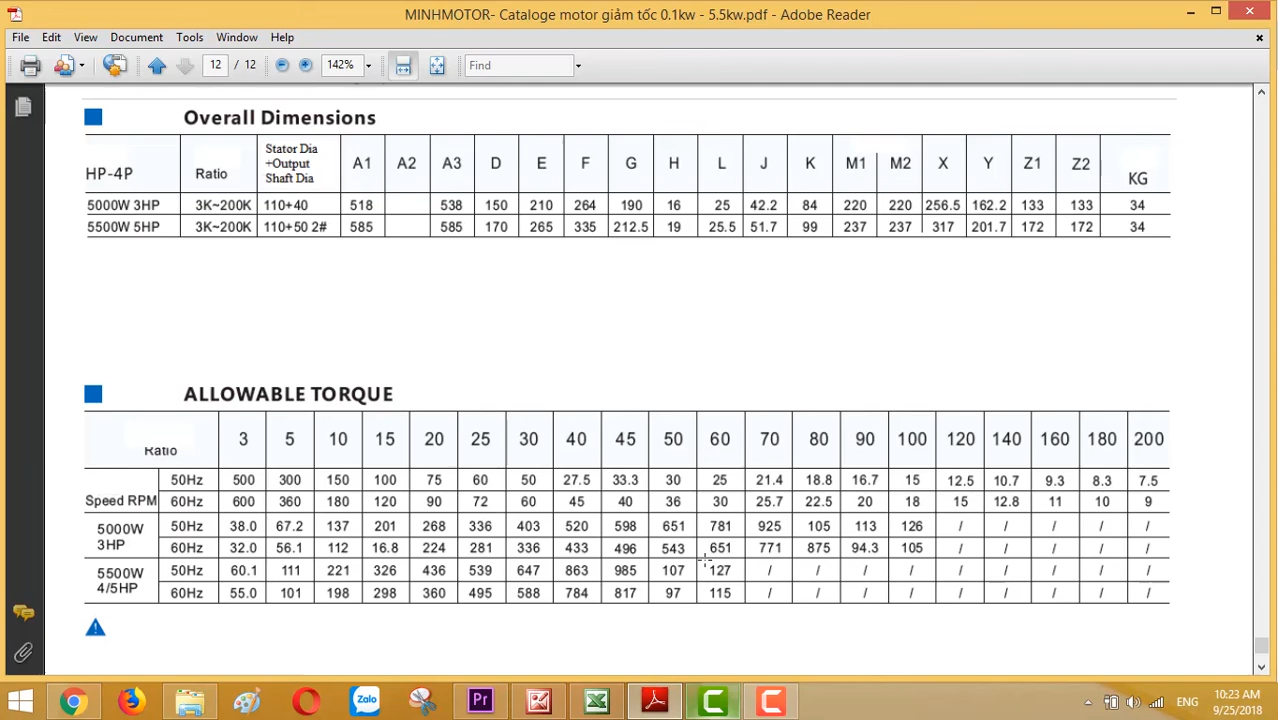 MINHMOTOR- Cataloge motor giảm tốc 0.1kw - 5.5kw.pdf - Adobe Reader
File Edit View Document Tools Window Help
12 / 12 142% Find
Overall Dimensions
HP-4P Ratio Stator Dia +Output Shaft Dia A1 A2 A3 D E F G H L J K M1 M2 X Y Z1 Z2 KG
5000W 3HP 3K~200K 110+40 518 538 150 210 264 190 16 25 42.2 84 220 220 256.5 162.2 133 133 34
5500W 5HP 3K~200K 110+50 2# 585 585 170 265 335 212.5 19 25.5 51.7 99 237 237 317 201.7 172 172 34
ALLOWABLE TORQUE
Ratio 3 5 10 15 20 25 30 40 45 50 60 70 80 90 100 120 140 160 180 200
Speed RPM 50Hz 500 300 150 100 75 60 50 27.5 33.3 30 25 21.4 18.8 16.7 15 12.5 10.7 9.3 8.3 7.5
60Hz 600 360 180 120 90 72 60 45 40 36 30 25.7 22.5 20 18 15 12.8 11 10 9
5000W 3HP 50Hz 38.0 67.2 137 201 268 336 403 520 598 651 781 925 105 113 126 / / / / /
60Hz 32.0 56.1 112 16.8 224 281 336 433 496 543 651 771 875 94.3 105 / / / / /
5500W 4/5HP 50Hz 60.1 111 221 326 436 539 647 863 985 107 127 / / / / / / / / /
60Hz 55.0 101 198 298 360 495 588 784 817 97 115 / / / / / / / / /
Zalo Pr ENG 10:23 AM
9/25/2018